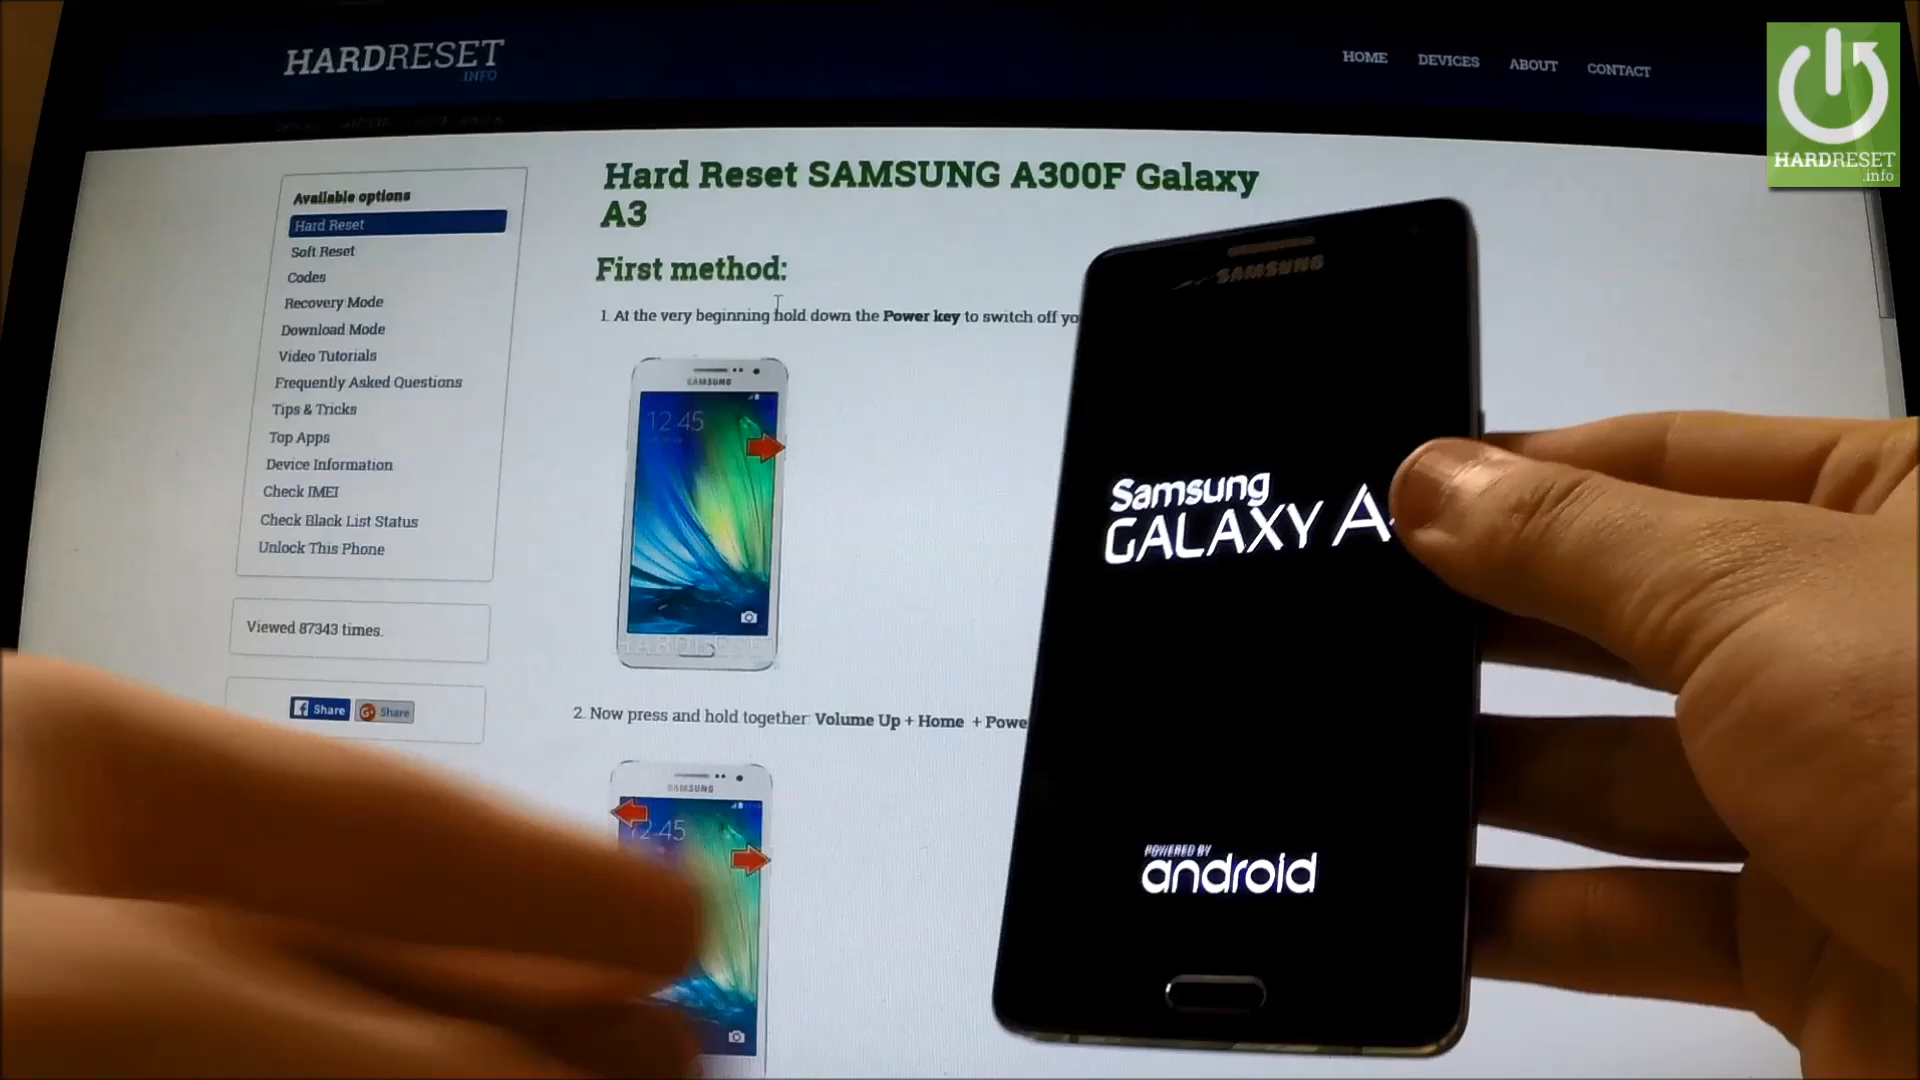 HARDRESET
.INFO
HOME DEVICES ABOUT CONTACT
HARDRESET
.info
Available options
Hard Reset
Soft Reset
Codes
Recovery Mode
Download Mode
Video Tutorials
Frequently Asked Questions
Tips & Tricks
Top Apps
Device Information
Check IMEI
Check Black List Status
Unlock This Phone
Viewed 87343 times.
Share Share
Hard Reset SAMSUNG A300F Galaxy
A3
First method:
1. At the very beginning hold down the Power key to switch off yo
SAMSUNG
12:45
HARDRESET
2. Now press and hold together: Volume Up + Home + Powe
SAMSUNG
12:45
SAMSUNG
Samsung
GALAXY A
POWERED BY
android